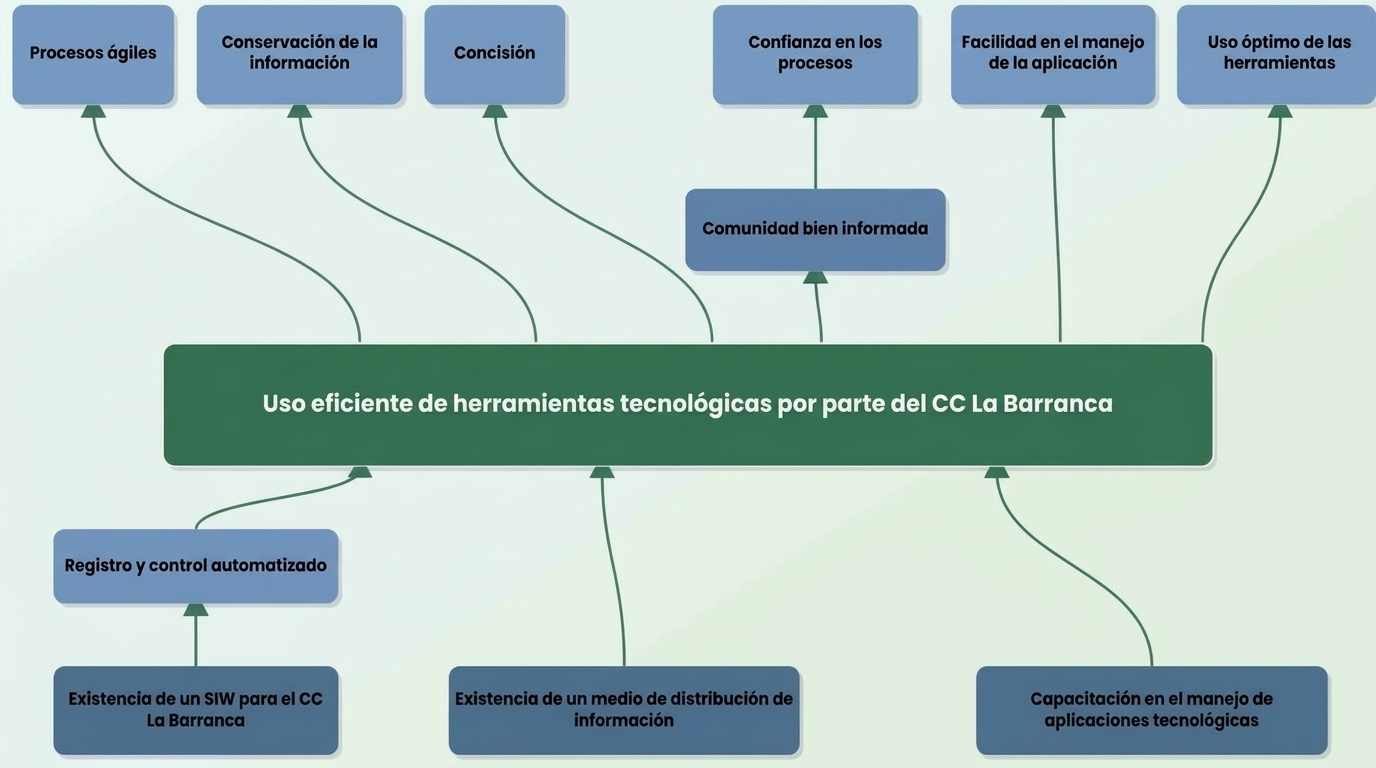 Procesos ágiles
Conservación de la
información
Concisión
Confianza en los
procesos
Facilidad en el manejo
de la aplicación
Uso óptimo de las
herramientas
Comunidad bien informada
Uso eficiente de herramientas tecnológicas por parte del CC La Barranca
Registro y control automatizado
Existencia de un SIW para el CC
La Barranca
Existencia de un medio de distribución de
información
Capacitación en el manejo de
aplicaciones tecnológicas